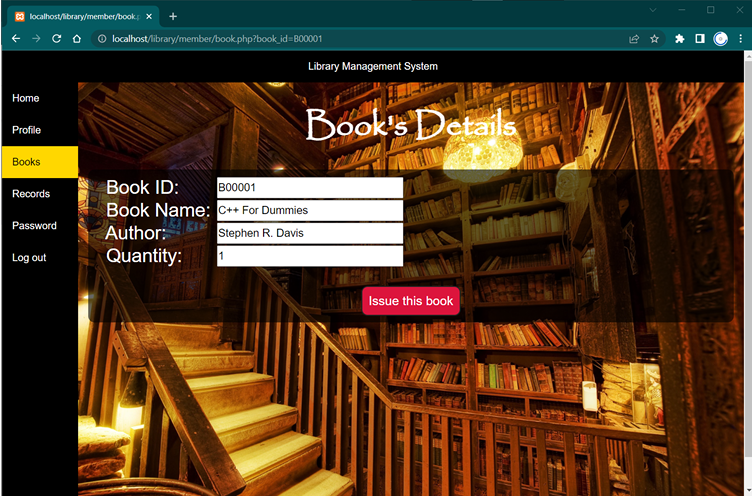 localhost/library/member/book.p
localhost/library/member/book.php?book_id=B00001
Library Management System
Home
Profile
Books
Records
Password
Log out
Book's Details
Book ID: B00001
Book Name: C++ For Dummies
Author: Stephen R. Davis
Quantity: 1
Issue this book